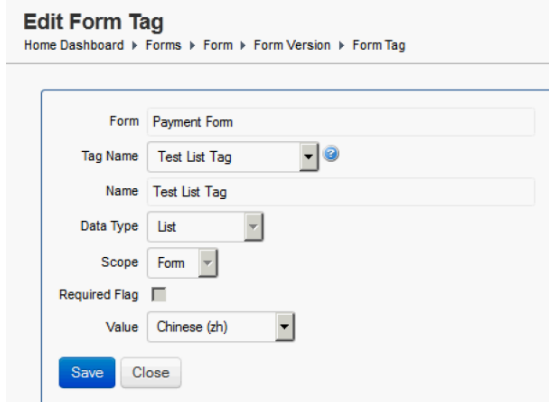 Edit Form Tag
Home Dashboard Forms Form Form Version Form Tag
Form Payment Form
Tag Name Test List Tag
Name Test List Tag
Data Type List
Scope Form
Required Flag
Value Chinese (zh)
Save Close